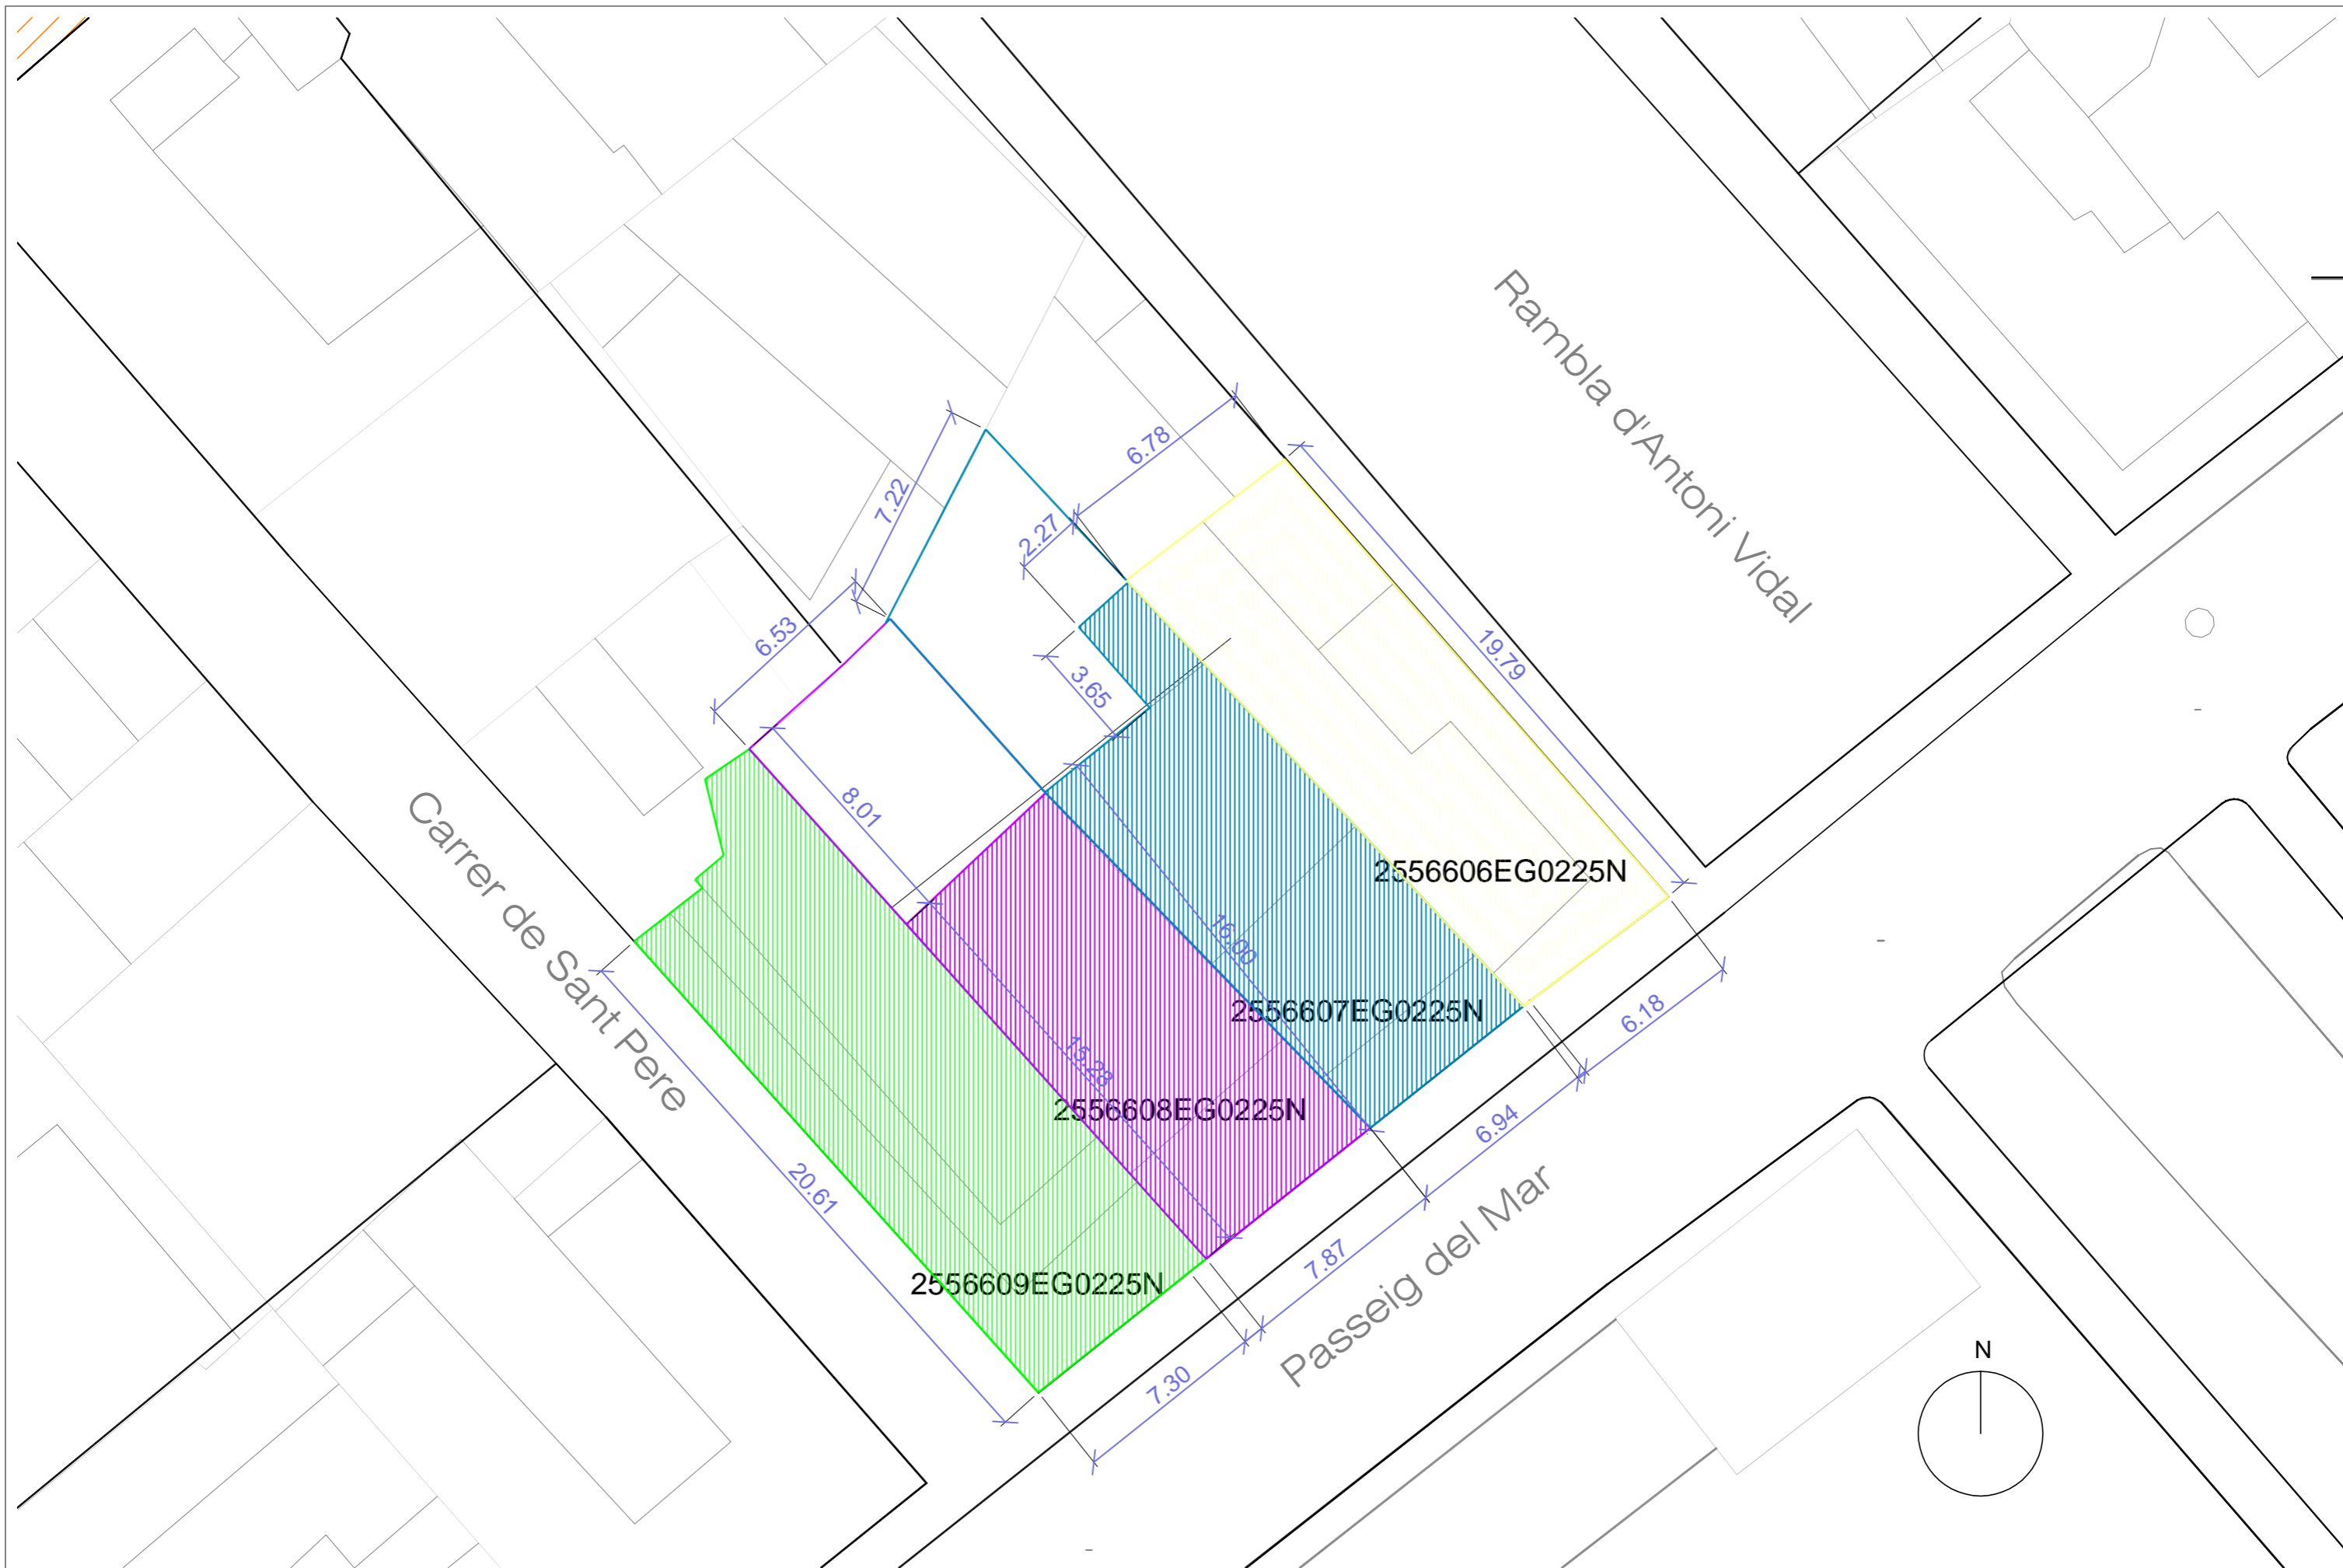 Rambla d'Antoni Vidal
6.78
7.22
2.27
6.53
19.79
3.65
8.01
Carrer de Sant Pere
2556606EG0225N
16.00
2556607EG0225N
6.18
15.28
2556608EG0225N
6.94
20.61
Passeig del Mar
7.87
2556609EG0225N
7.30
N